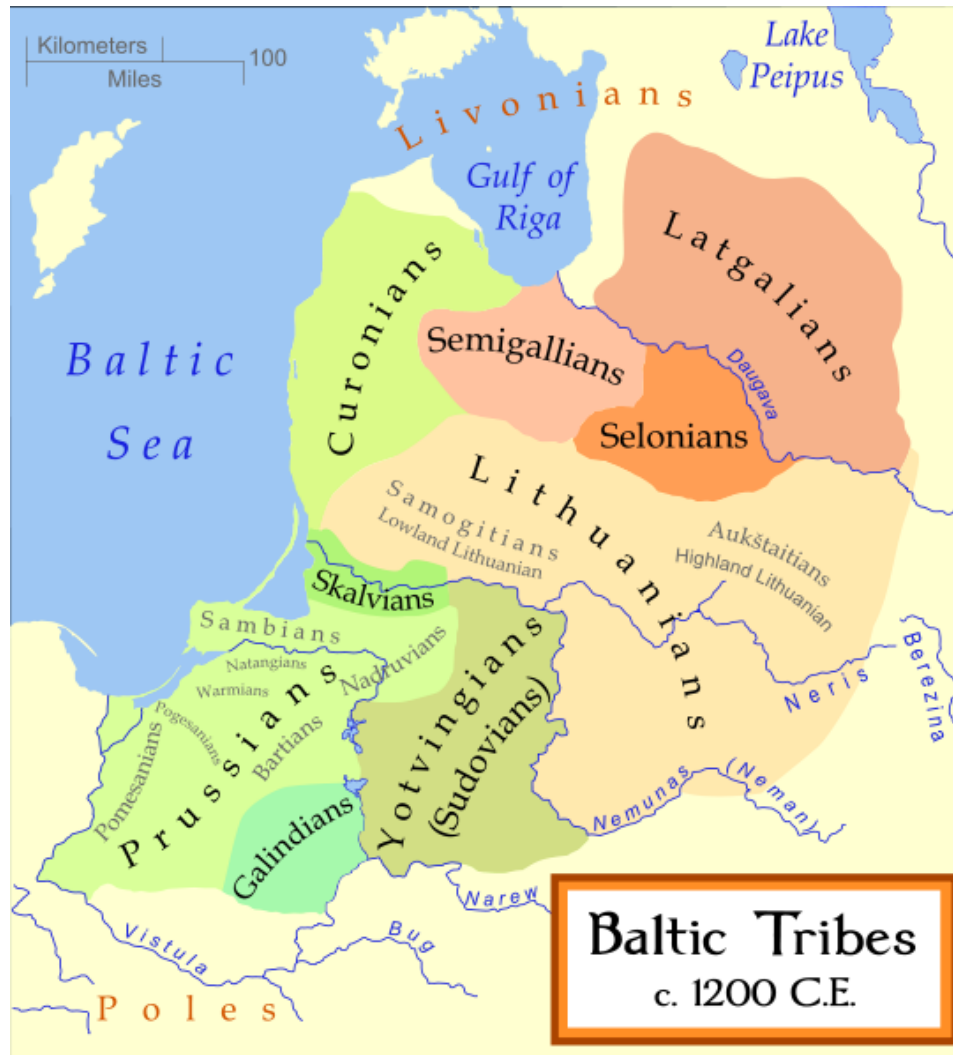 Kilometers
100
Miles
Lake
Peipus
Livonians
Gulf of
Riga
Latgalians
Curonians
Semigallians
Baltic
Sea
Daugava
Selonians
Lithuanians
Samogitians
Lowland Lithuanian
Aukštaitians
Highland Lithuanian
Skalvians
Sambians
Nadruvians
Natangians
Warmians
Pogesanians
Bartians
Pomesanians
Prussians
Yotvingians
(Sudovians)
Neris
Berezina
Nemunas (Neman)
Galindians
Narew
Bug
Vistula
Poles
Baltic Tribes
c. 1200 C.E.